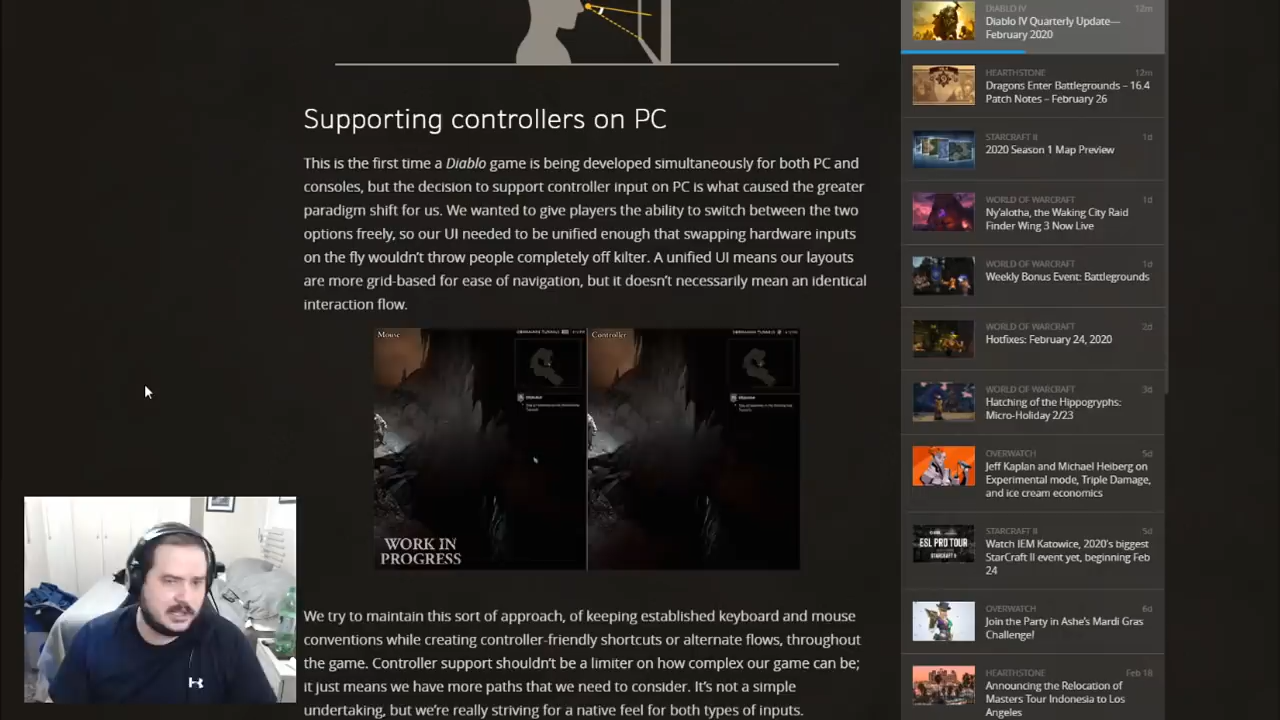 Supporting controllers on PC
This is the first time a Diablo game is being developed simultaneously for both PC and
consoles, but the decision to support controller input on PC is what caused the greater
paradigm shift for us. We wanted to give players the ability to switch between the two
options freely, so our UI needed to be unified enough that swapping hardware inputs
on the fly wouldn't throw people completely off kilter. A unified UI means our layouts
are more grid-based for ease of navigation, but it doesn't necessarily mean an identical
interaction flow.
Mouse
Controller
WORK IN
PROGRESS
We try to maintain this sort of approach, of keeping established keyboard and mouse
conventions while creating controller-friendly shortcuts or alternate flows, throughout
the game. Controller support shouldn't be a limiter on how complex our game can be;
it just means we have more paths that we need to consider. It's not a simple
undertaking, but we're really striving for a native feel for both types of inputs.
DIABLO IV 12m
Diablo IV Quarterly Update—
February 2020
HEARTHSTONE 12m
Dragons Enter Battlegrounds – 16.4
Patch Notes – February 26
STARCRAFT II 1d
2020 Season 1 Map Preview
WORLD OF WARCRAFT 1d
Ny'alotha, the Waking City Raid
Finder Wing 3 Now Live
WORLD OF WARCRAFT 1d
Weekly Bonus Event: Battlegrounds
WORLD OF WARCRAFT 2d
Hotfixes: February 24, 2020
WORLD OF WARCRAFT 3d
Hatching of the Hippogryphs:
Micro-Holiday 2/23
OVERWATCH 5d
Jeff Kaplan and Michael Heiberg on
Experimental mode, Triple Damage,
and ice cream economics
ESL PRO TOUR
STARCRAFT II
STARCRAFT II 5d
Watch IEM Katowice, 2020's biggest
StarCraft II event yet, beginning Feb
24
OVERWATCH 6d
Join the Party in Ashe's Mardi Gras
Challenge!
HEARTHSTONE Feb 18
Announcing the Relocation of
Masters Tour Indonesia to Los
Angeles